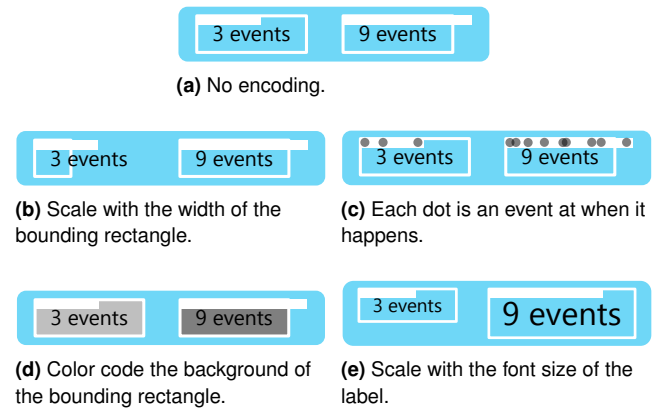 3 events 9 events
(a) No encoding.
3 events 9 events
(b) Scale with the width of the
bounding rectangle.
3 events 9 events
(c) Each dot is an event at when it
happens.
3 events 9 events
(d) Color code the background of
the bounding rectangle.
3 events 9 events
(e) Scale with the font size of the
label.